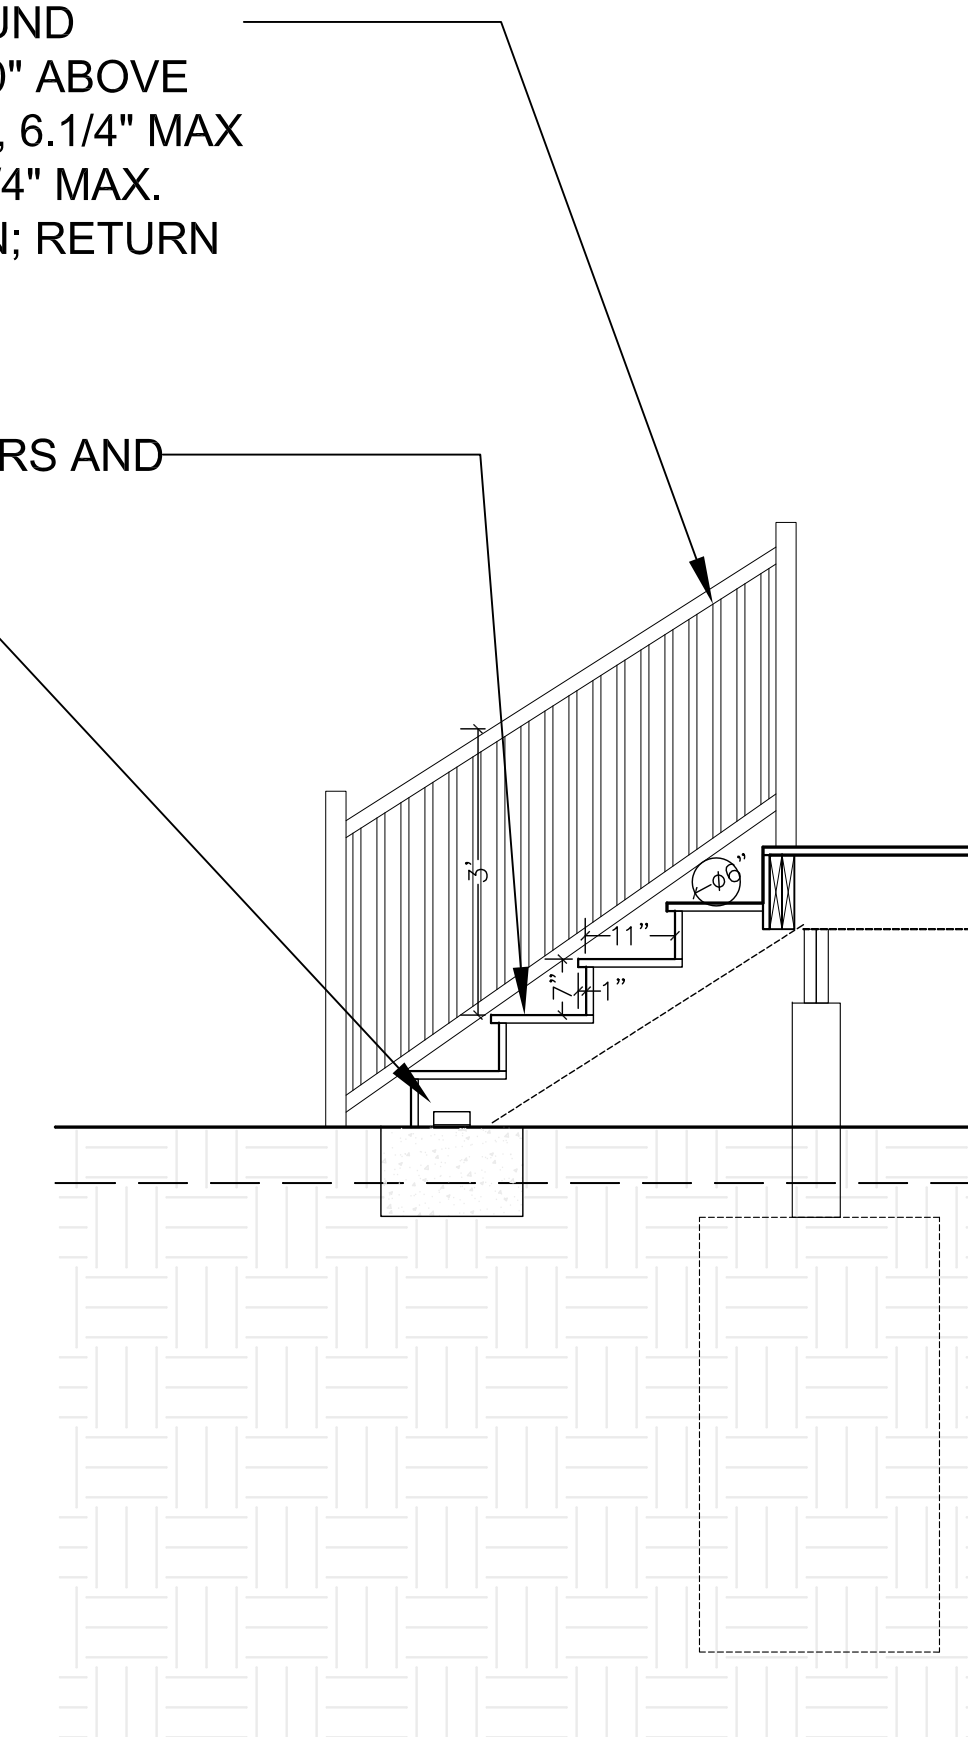 UND
0" ABOVE
, 6.1/4" MAX
/4" MAX.
N; RETURN
RS AND
3'
ϕ6"
11"
7"
1"